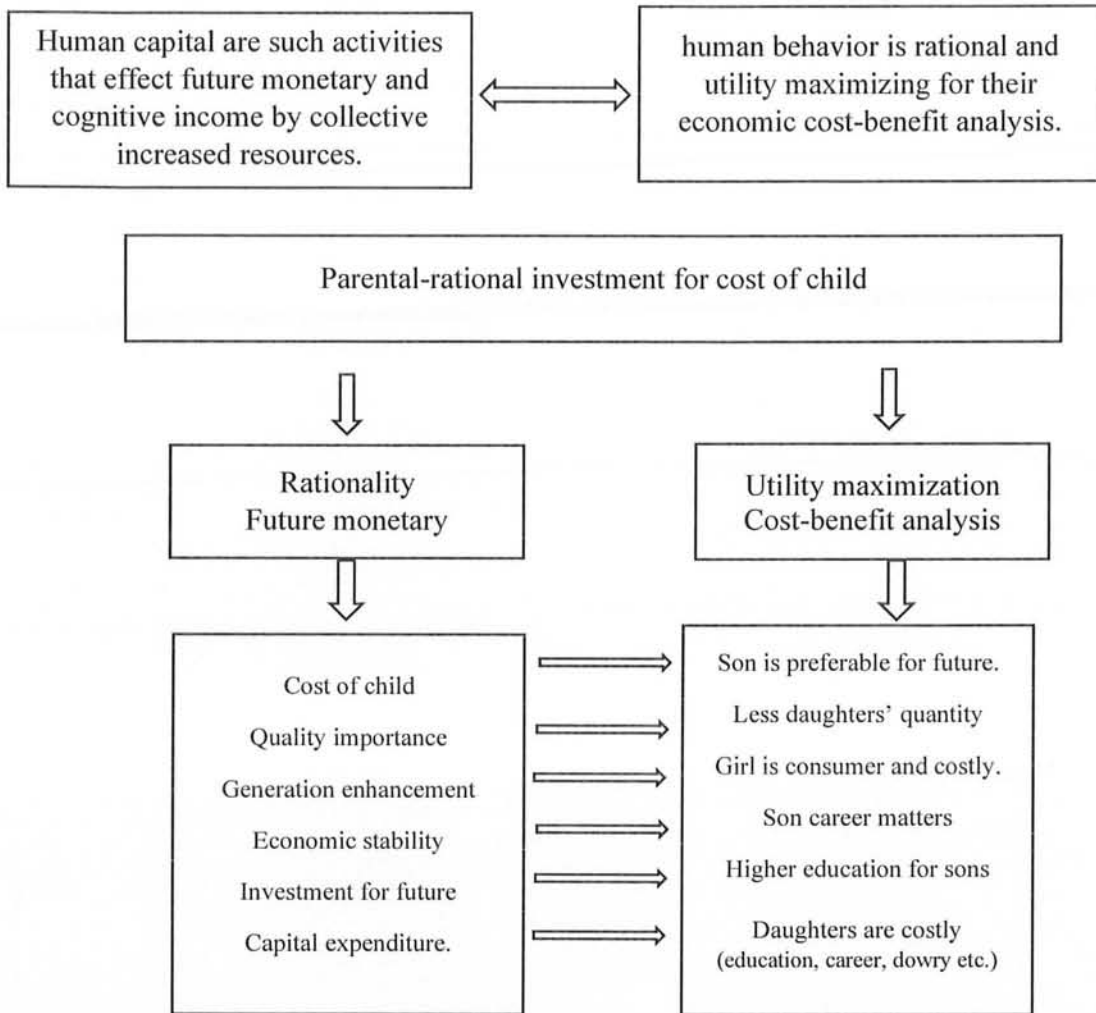 Human capital are such activities
that effect future monetary and
cognitive income by collective
increased resources.
human behavior is rational and
utility maximizing for their
economic cost-benefit analysis.
Parental-rational investment for cost of child
Rationality
Future monetary
Utility maximization
Cost-benefit analysis
Cost of child
Quality importance
Generation enhancement
Economic stability
Investment for future
Capital expenditure.
Son is preferable for future.
Less daughters’ quantity
Girl is consumer and costly.
Son career matters
Higher education for sons
Daughters are costly
(education, career, dowry etc.)